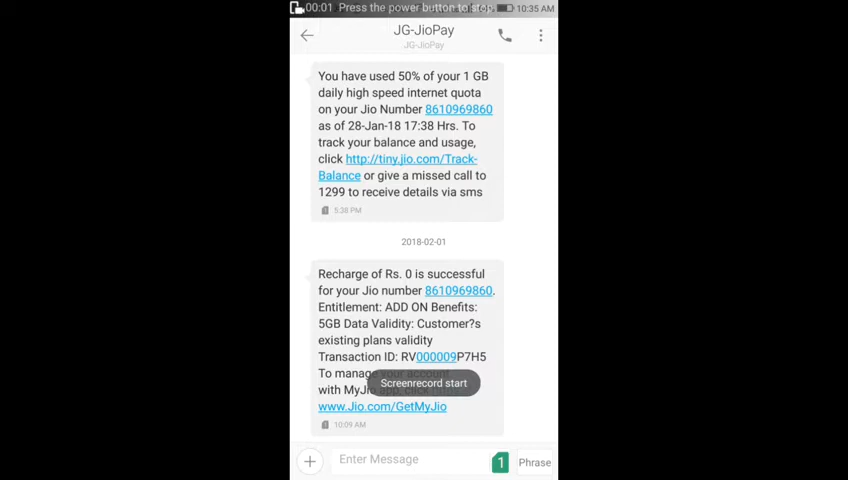 00:01 Press the power button to stop. 10:35 AM
JG-JioPay
JG-JioPay
You have used 50% of your 1 GB
daily high speed internet quota
on your Jio Number 8610969860
as of 28-Jan-18 17:38 Hrs. To
track your balance and usage,
click http://tiny.jio.com/Track-
Balance or give a missed call to
1299 to receive details via sms
5:38 PM
2018-02-01
Recharge of Rs. 0 is successful
for your Jio number 8610969860.
Entitlement: ADD ON Benefits:
5GB Data Validity: Customer?s
existing plans validity
Transaction ID: RV000009P7H5
To manage your account
Screenrecord start
with MyJio app, click
www.Jio.com/GetMyJio
10:09 AM
Enter Message
1
Phrase